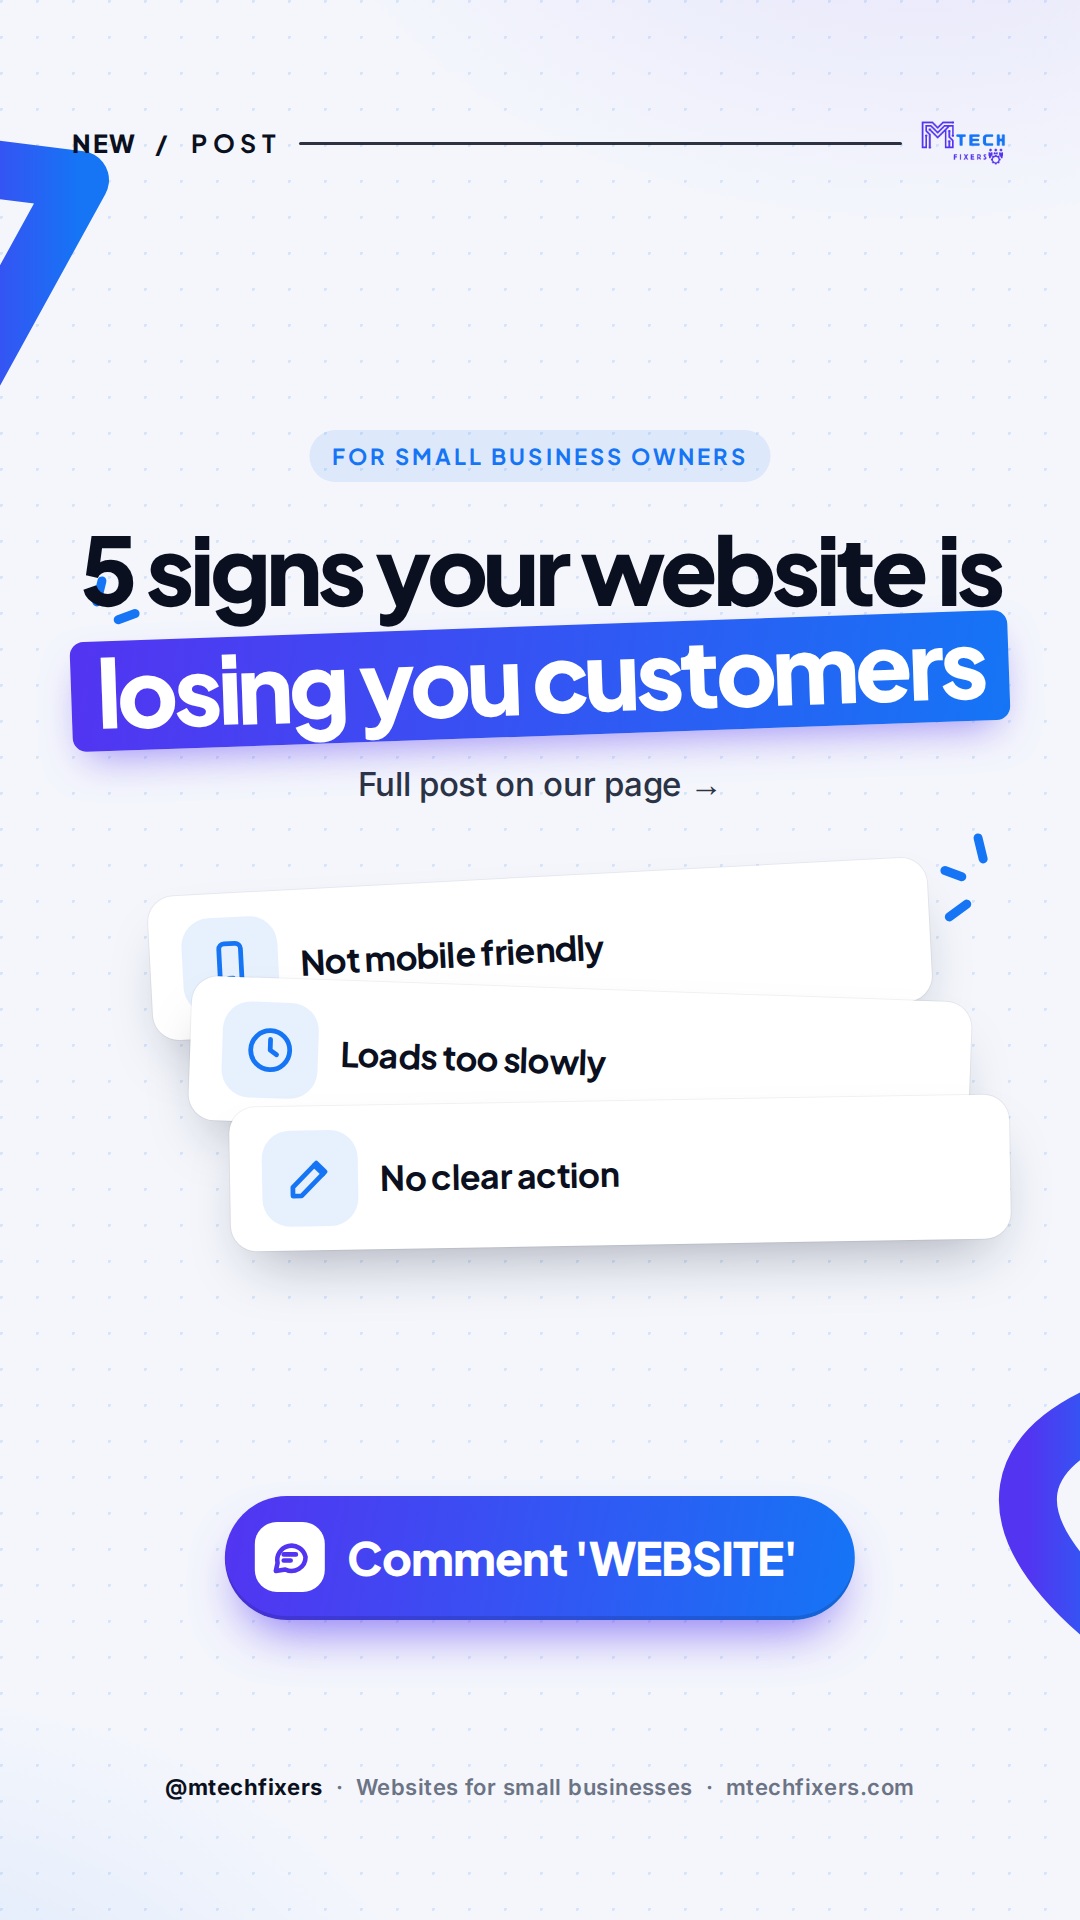 NEW / POST
MTECH
FIXERS
FOR SMALL BUSINESS OWNERS
5 signs your website is
losing you customers
Full post on our page →
Not mobile friendly
Loads too slowly
No clear action
Comment 'WEBSITE'
@mtechfixers · Websites for small businesses · mtechfixers.com